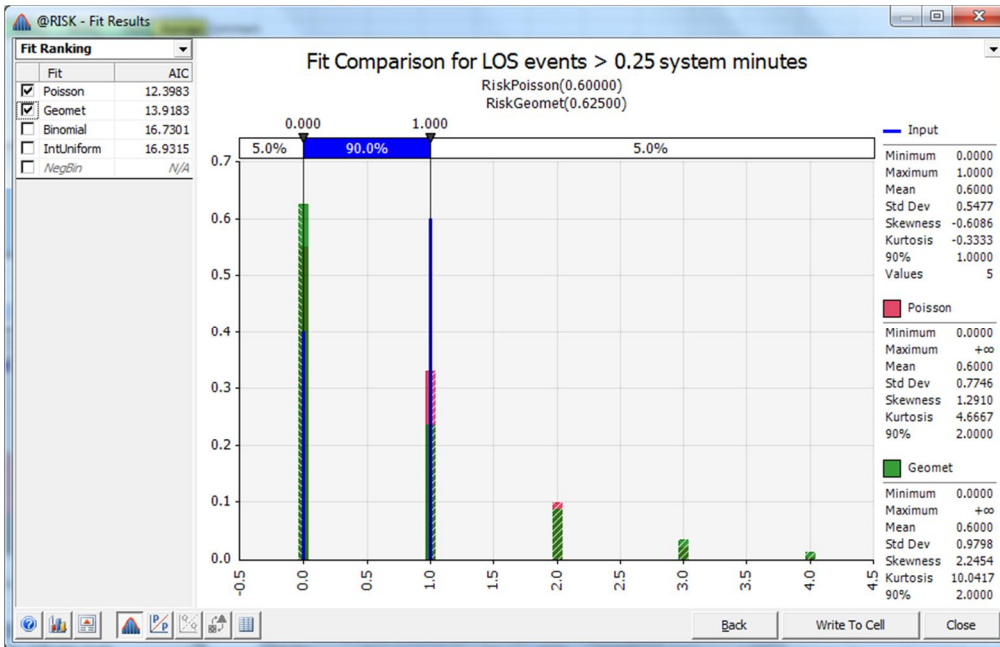 @RISK - Fit Results
Fit Ranking
Fit AIC
Poisson 12.3983
Geomet 13.9183
Binomial 16.7301
IntUniform 16.9315
NegBin N/A
Fit Comparison for LOS events > 0.25 system minutes
RiskPoisson(0.60000)
RiskGeomet(0.62500)
0.000 1.000
5.0% 90.0% 5.0%
0.7
0.6
0.5
0.4
0.3
0.2
0.1
0.0
-0.5 0.0 0.5 1.0 1.5 2.0 2.5 3.0 3.5 4.0 4.5
Input
Minimum 0.0000
Maximum 1.0000
Mean 0.6000
Std Dev 0.5477
Skewness -0.6086
Kurtosis -0.3333
90% 1.0000
Values 5
Poisson
Minimum 0.0000
Maximum +∞
Mean 0.6000
Std Dev 0.7746
Skewness 1.2910
Kurtosis 4.6667
90% 2.0000
Geomet
Minimum 0.0000
Maximum +∞
Mean 0.6000
Std Dev 0.9798
Skewness 2.2454
Kurtosis 10.0417
90% 2.0000
Back Write To Cell Close